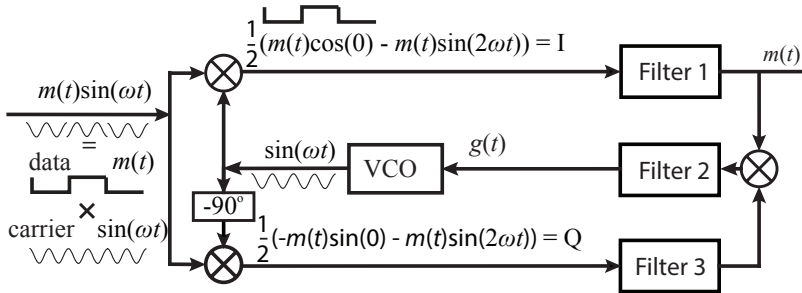 ½(m(t)cos(0) - m(t)sin(2ωt)) = I
Filter 1
m(t)
m(t)sin(ωt)
=
data m(t)
×
carrier sin(ωt)
sin(ωt)
VCO
g(t)
Filter 2
-90°
½(-m(t)sin(0) - m(t)sin(2ωt)) = Q
Filter 3